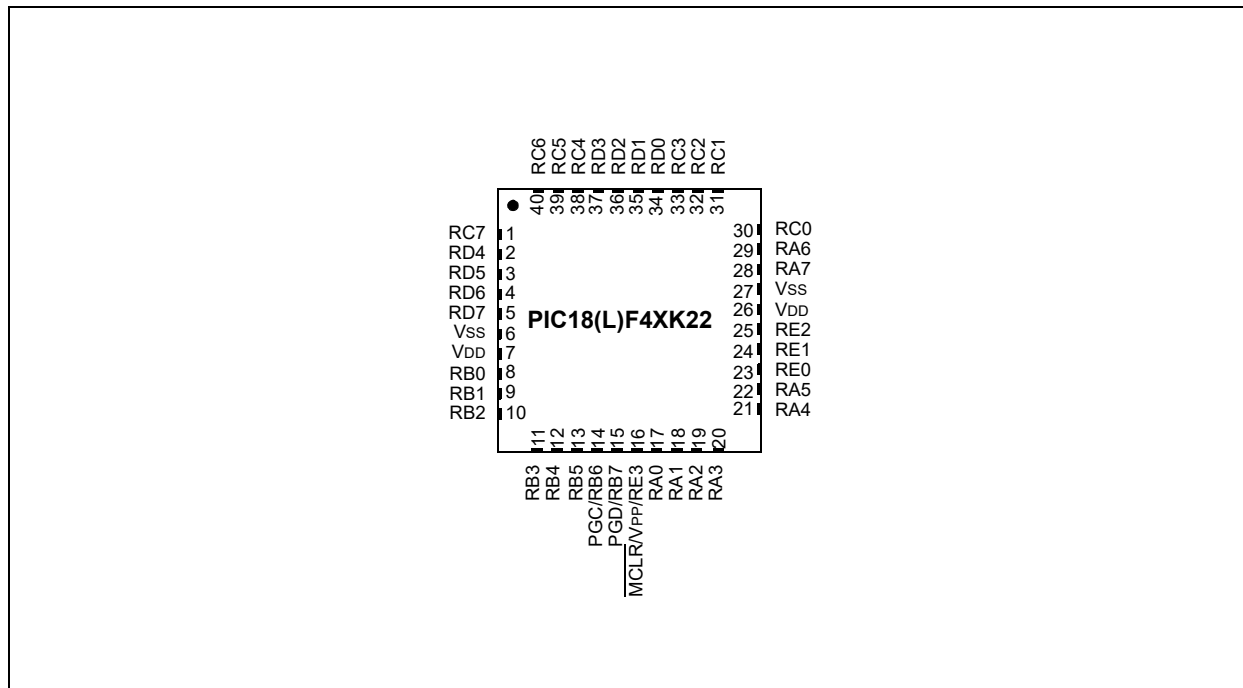 RC6
RC5
RC4
RD3
RD2
RD1
RD0
RC3
RC2
RC1
40
39
38
37
36
35
34
33
32
31
RC7 1
RD4 2
RD5 3
RD6 4
RD7 5
VSS 6
VDD 7
RB0 8
RB1 9
RB2 10
PIC18(L)F4XK22
30 RC0
29 RA6
28 RA7
27 VSS
26 VDD
25 RE2
24 RE1
23 RE0
22 RA5
21 RA4
11
12
13
14
15
16
17
18
19
20
RB3
RB4
RB5
PGC/RB6
PGD/RB7
MCLR/VPP/RE3
RA0
RA1
RA2
RA3